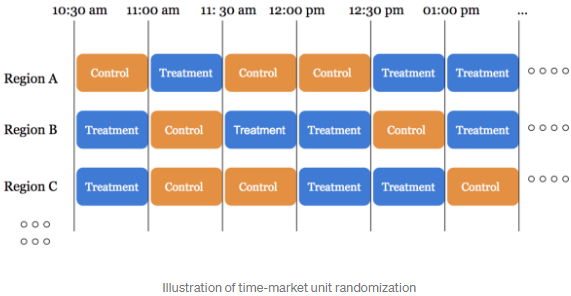 10:30 am 11:00 am 11: 30 am 12:00 pm 12:30 pm 01:00 pm ...
Region A Control Treatment Control Control Treatment Treatment
Region B Treatment Control Treatment Treatment Control Treatment
Region C Treatment Control Control Treatment Treatment Control
Illustration of time-market unit randomization